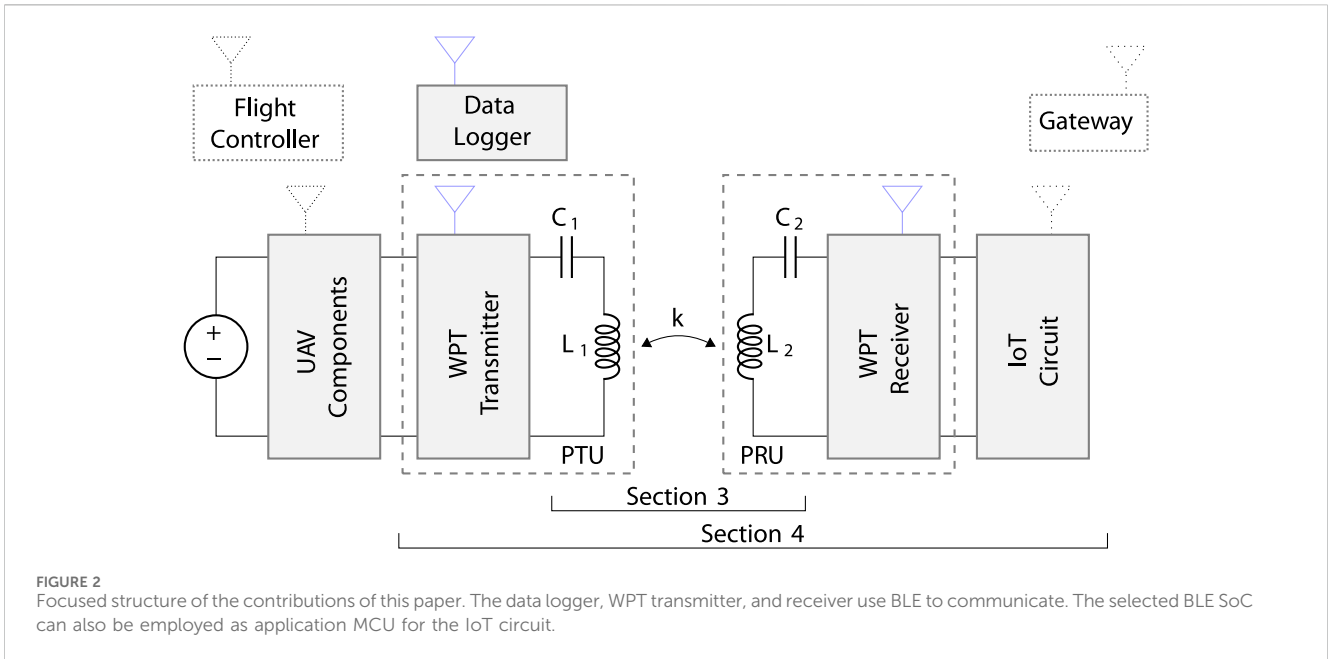 Flight
Controller
Data
Logger
Gateway
UAV
Components
WPT
Transmitter
C1
L1
PTU
k
C2
L2
PRU
WPT
Receiver
IoT
Circuit
+
−
Section 3
Section 4
FIGURE 2
Focused structure of the contributions of this paper. The data logger, WPT transmitter, and receiver use BLE to communicate. The selected BLE SoC
can also be employed as application MCU for the IoT circuit.